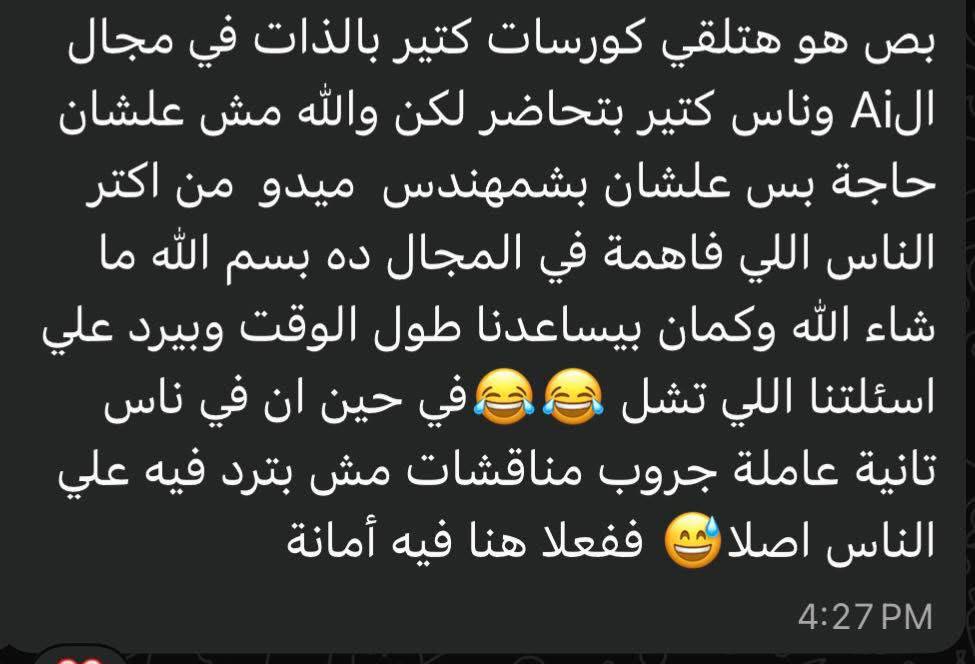 بص هو هتلقي كورسات كتير بالذات في مجال
الAi وناس كتير بتحاضر لكن والله مش علشان
حاجة بس علشان بشمهندس ميدو من اكتر
الناس اللي فاهمة في المجال ده بسم الله ما
شاء الله وكمان بيساعدنا طول الوقت وبيرد علي
اسئلتنا اللي تشل 😂😂في حين ان في ناس
تانية عاملة جروب مناقشات مش بترد فيه علي
الناس اصلا😅 ففعلا هنا فيه أمانة
4:27 PM